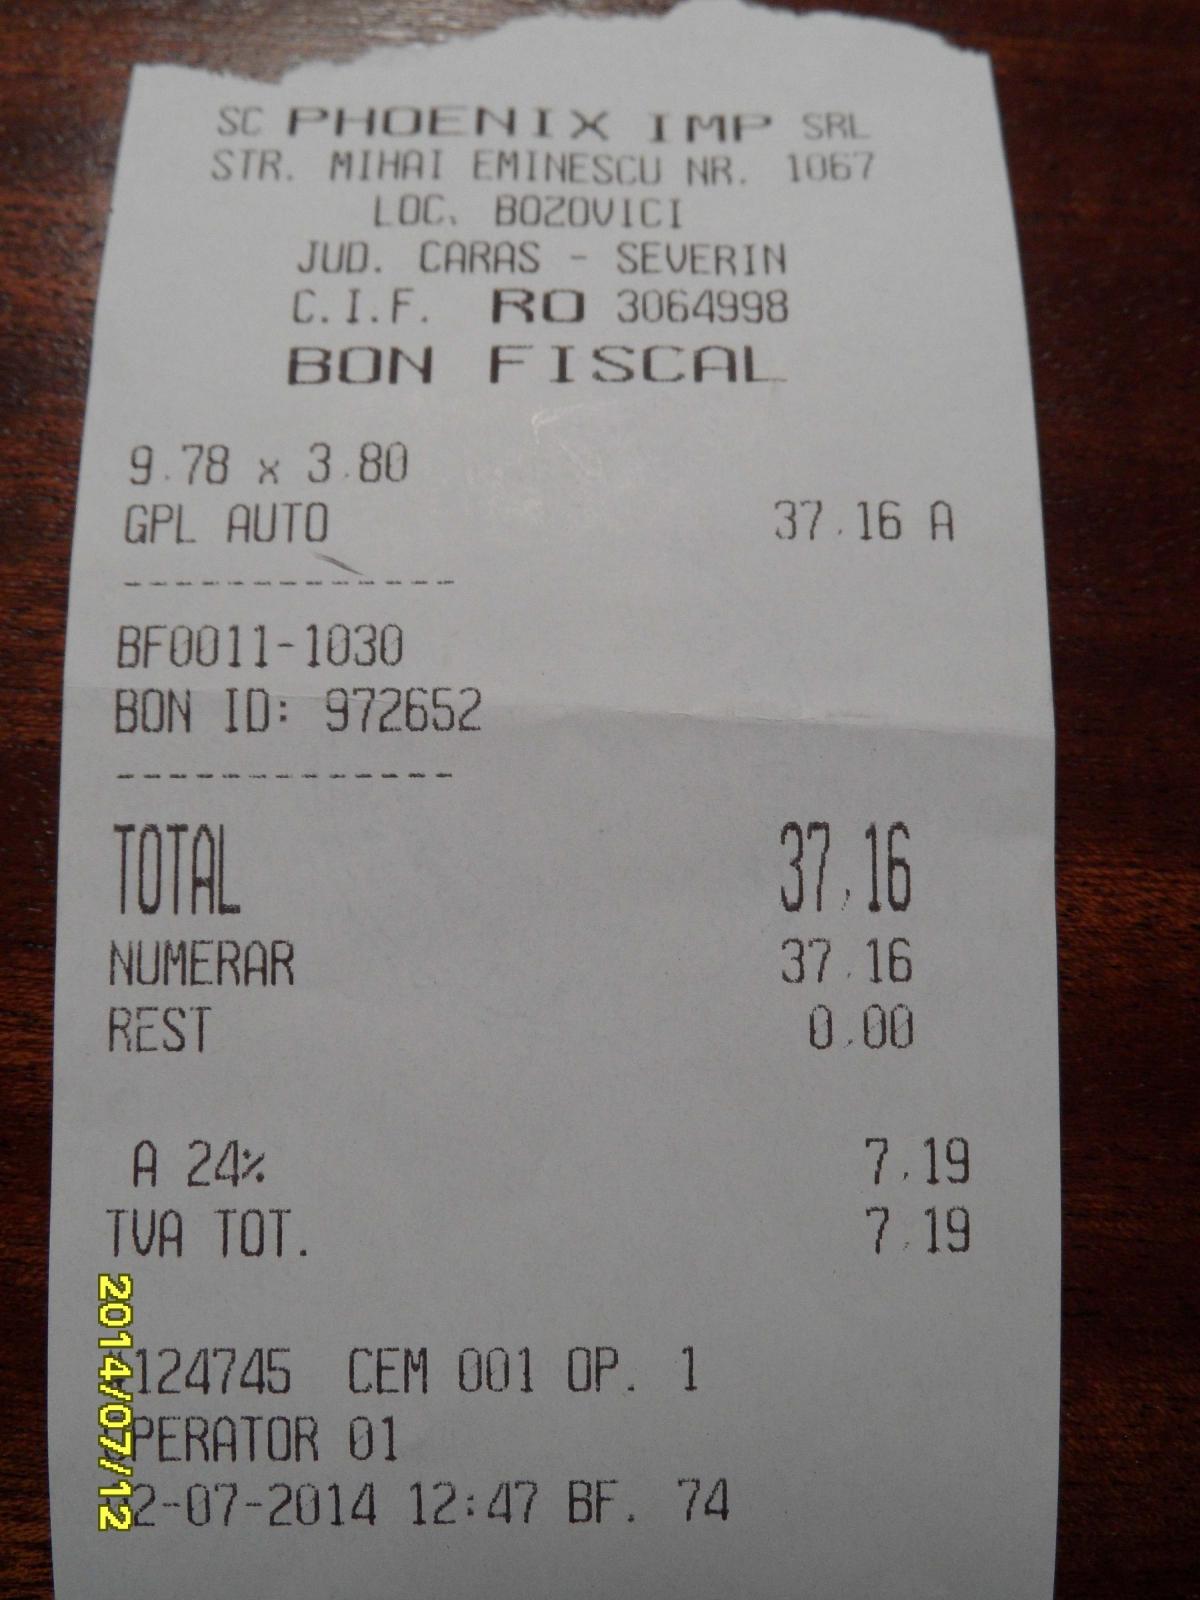 SC PHOENIX IMP SRL
STR. MIHAI EMINESCU NR. 1067
LOC. BOZOVICI
JUD. CARAS - SEVERIN
C.I.F. RO 3064998
BON FISCAL
9.78 x 3.80
GPL AUTO 37.16 A
-------------
BF0011-1030
BON ID: 972652
-------------
TOTAL 37.16
NUMERAR 37.16
REST 0.00
A 24% 7.19
TVA TOT. 7.19
124745 CEM 001 OP. 1
PERATOR 01
2-07-2014 12:47 BF. 74
2014/07/12